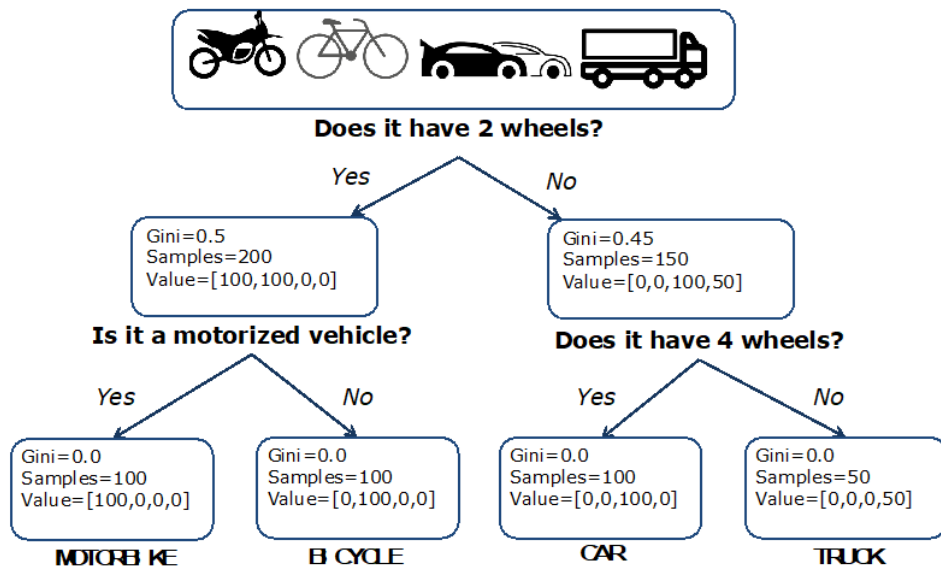 Does it have 2 wheels?
Yes
No
Gini=0.5
Samples=200
Value=[100,100,0,0]
Gini=0.45
Samples=150
Value=[0,0,100,50]
Is it a motorized vehicle?
Does it have 4 wheels?
Yes
No
Yes
No
Gini=0.0
Samples=100
Value=[100,0,0,0]
Gini=0.0
Samples=100
Value=[0,100,0,0]
Gini=0.0
Samples=100
Value=[0,0,100,0]
Gini=0.0
Samples=50
Value=[0,0,0,50]
MOTORBIKE
BICYCLE
CAR
TRUCK